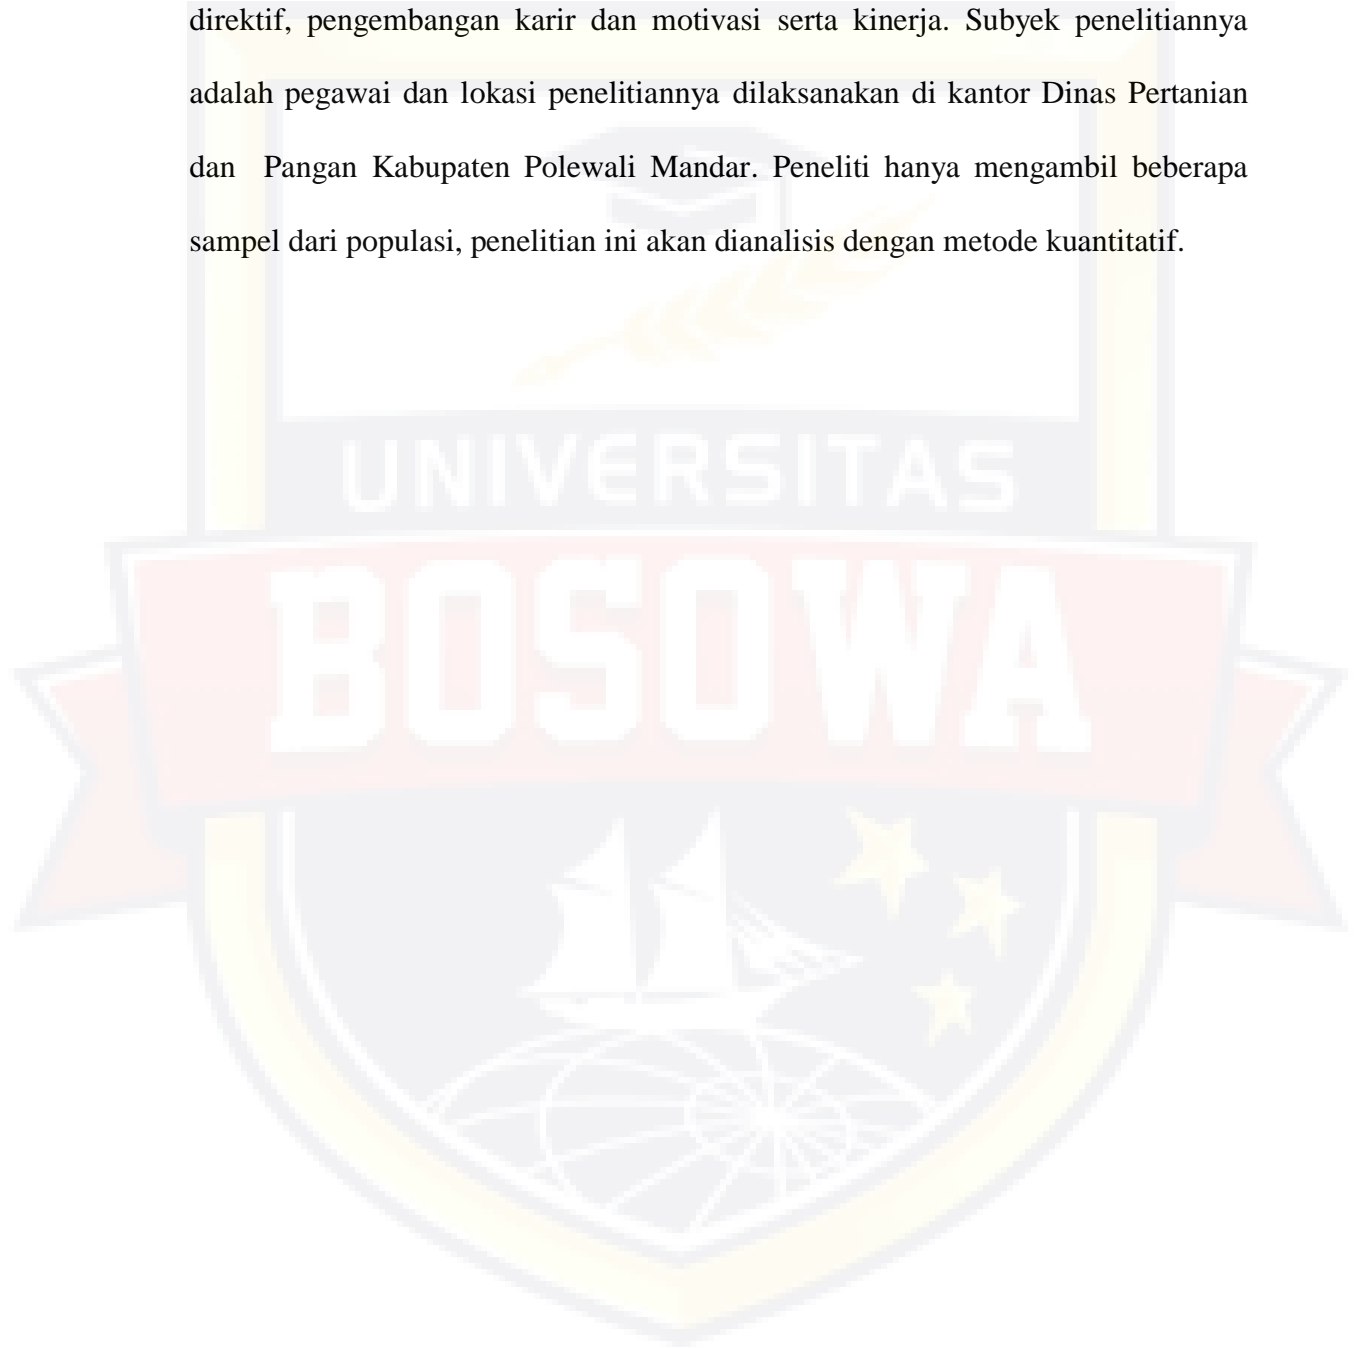 direktif, pengembangan karir dan motivasi serta kinerja. Subyek penelitiannya
adalah pegawai dan lokasi penelitiannya dilaksanakan di kantor Dinas Pertanian
dan Pangan Kabupaten Polewali Mandar. Peneliti hanya mengambil beberapa
sampel dari populasi, penelitian ini akan dianalisis dengan metode kuantitatif.
UNIVERSITAS
BOSOWA